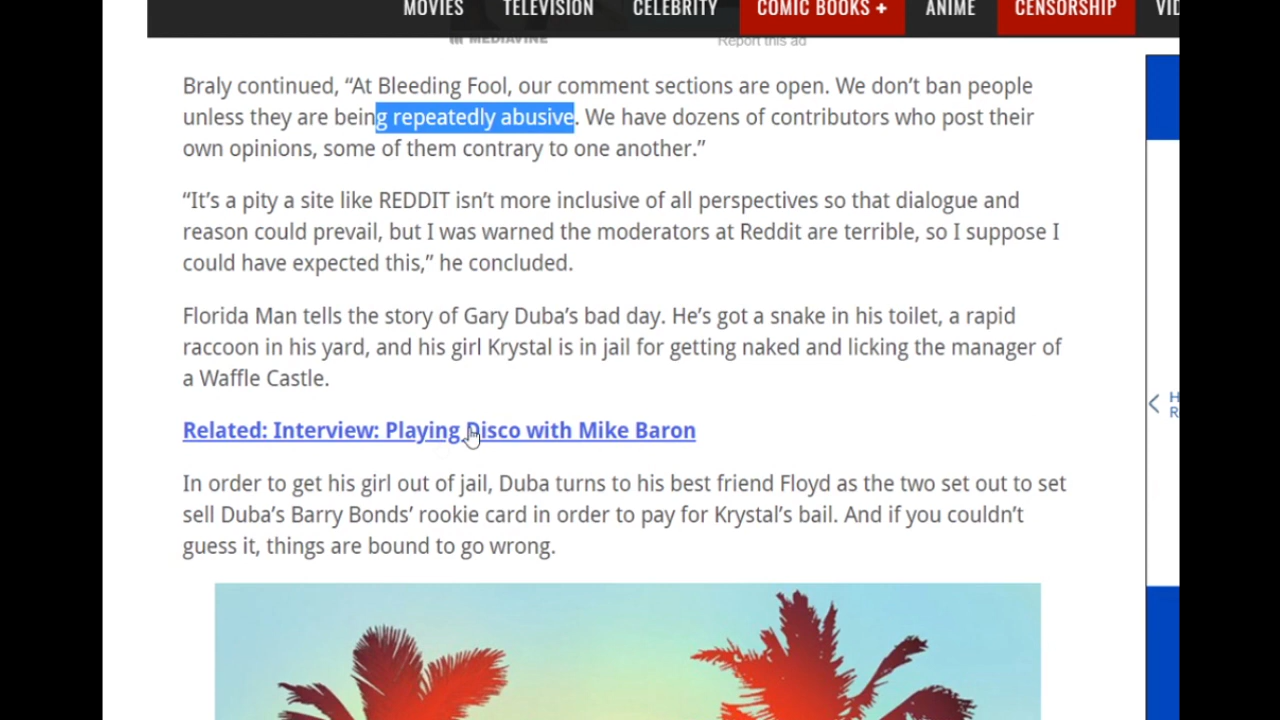 MOVIES TELEVISION CELEBRITY COMIC BOOKS + ANIME CENSORSHIP
MEDIAVINE Report this ad
Braly continued, “At Bleeding Fool, our comment sections are open. We don’t ban people
unless they are being repeatedly abusive. We have dozens of contributors who post their
own opinions, some of them contrary to one another.”
“It’s a pity a site like REDDIT isn’t more inclusive of all perspectives so that dialogue and
reason could prevail, but I was warned the moderators at Reddit are terrible, so I suppose I
could have expected this,” he concluded.
Florida Man tells the story of Gary Duba’s bad day. He’s got a snake in his toilet, a rapid
raccoon in his yard, and his girl Krystal is in jail for getting naked and licking the manager of
a Waffle Castle.
Related: Interview: Playing Disco with Mike Baron
In order to get his girl out of jail, Duba turns to his best friend Floyd as the two set out to set
sell Duba’s Barry Bonds’ rookie card in order to pay for Krystal’s bail. And if you couldn’t
guess it, things are bound to go wrong.